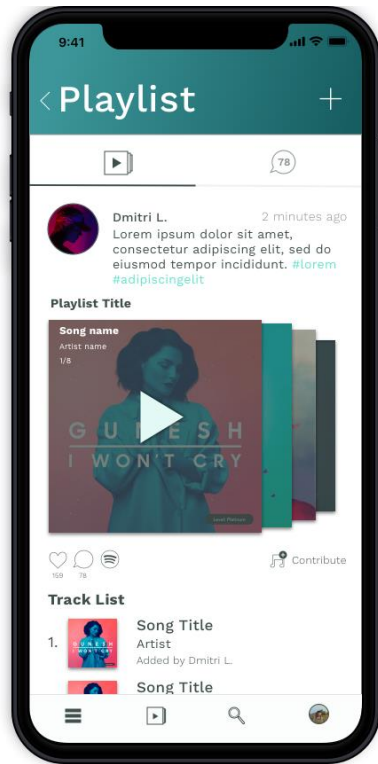 9:41
Playlist
78
Dmitri L.
2 minutes ago
Lorem ipsum dolor sit amet,
consectetur adipiscing elit, sed do
eiusmod tempor incididunt. #lorem
#adipiscingelit
Playlist Title
Song name
Artist name
1/8
GUNESH
I WON'T CRY
159
78
Contribute
Track List
1.
Song Title
Artist
Added by Dmitri L.
Song Title